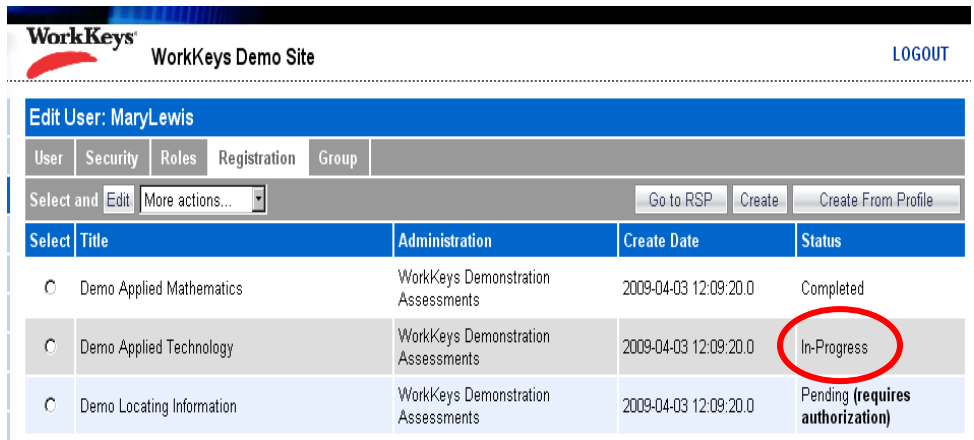 WorkKeys®
WorkKeys Demo Site
LOGOUT
Edit User: MaryLewis
User Security Roles Registration Group
Select and Edit More actions... Go to RSP Create Create From Profile
Select Title Administration Create Date Status
Demo Applied Mathematics WorkKeys Demonstration Assessments 2009-04-03 12:09:20.0 Completed
Demo Applied Technology WorkKeys Demonstration Assessments 2009-04-03 12:09:20.0 In-Progress
Demo Locating Information WorkKeys Demonstration Assessments 2009-04-03 12:09:20.0 Pending (requires authorization)